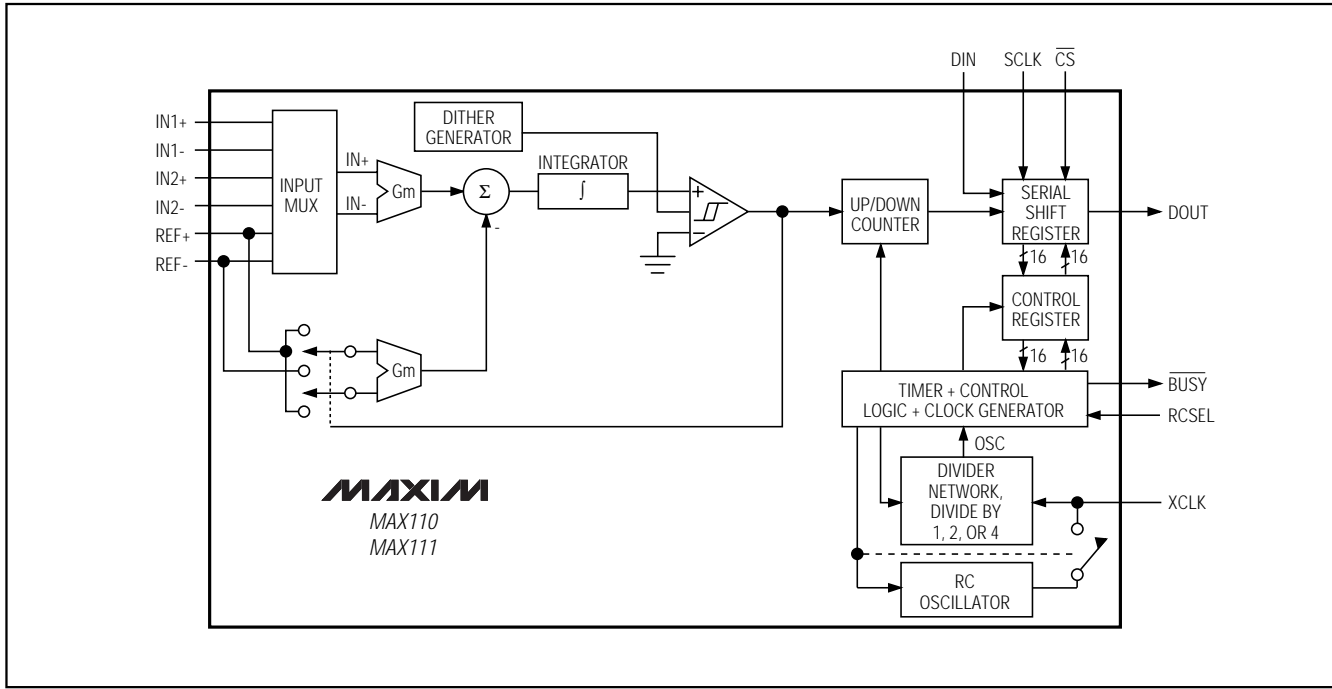 DIN SCLK CS
IN1+
IN1-
IN2+
IN2-
REF+
REF-
INPUT
MUX
IN+
IN-
Gm
DITHER
GENERATOR
Σ
-
INTEGRATOR
∫
+
−
UP/DOWN
COUNTER
SERIAL
SHIFT
REGISTER
DOUT
16 16
CONTROL
REGISTER
16 16
Gm
TIMER + CONTROL
LOGIC + CLOCK GENERATOR
BUSY
RCSEL
OSC
DIVIDER
NETWORK,
DIVIDE BY
1, 2, OR 4
XCLK
RC
OSCILLATOR
MAXIM
MAX110
MAX111